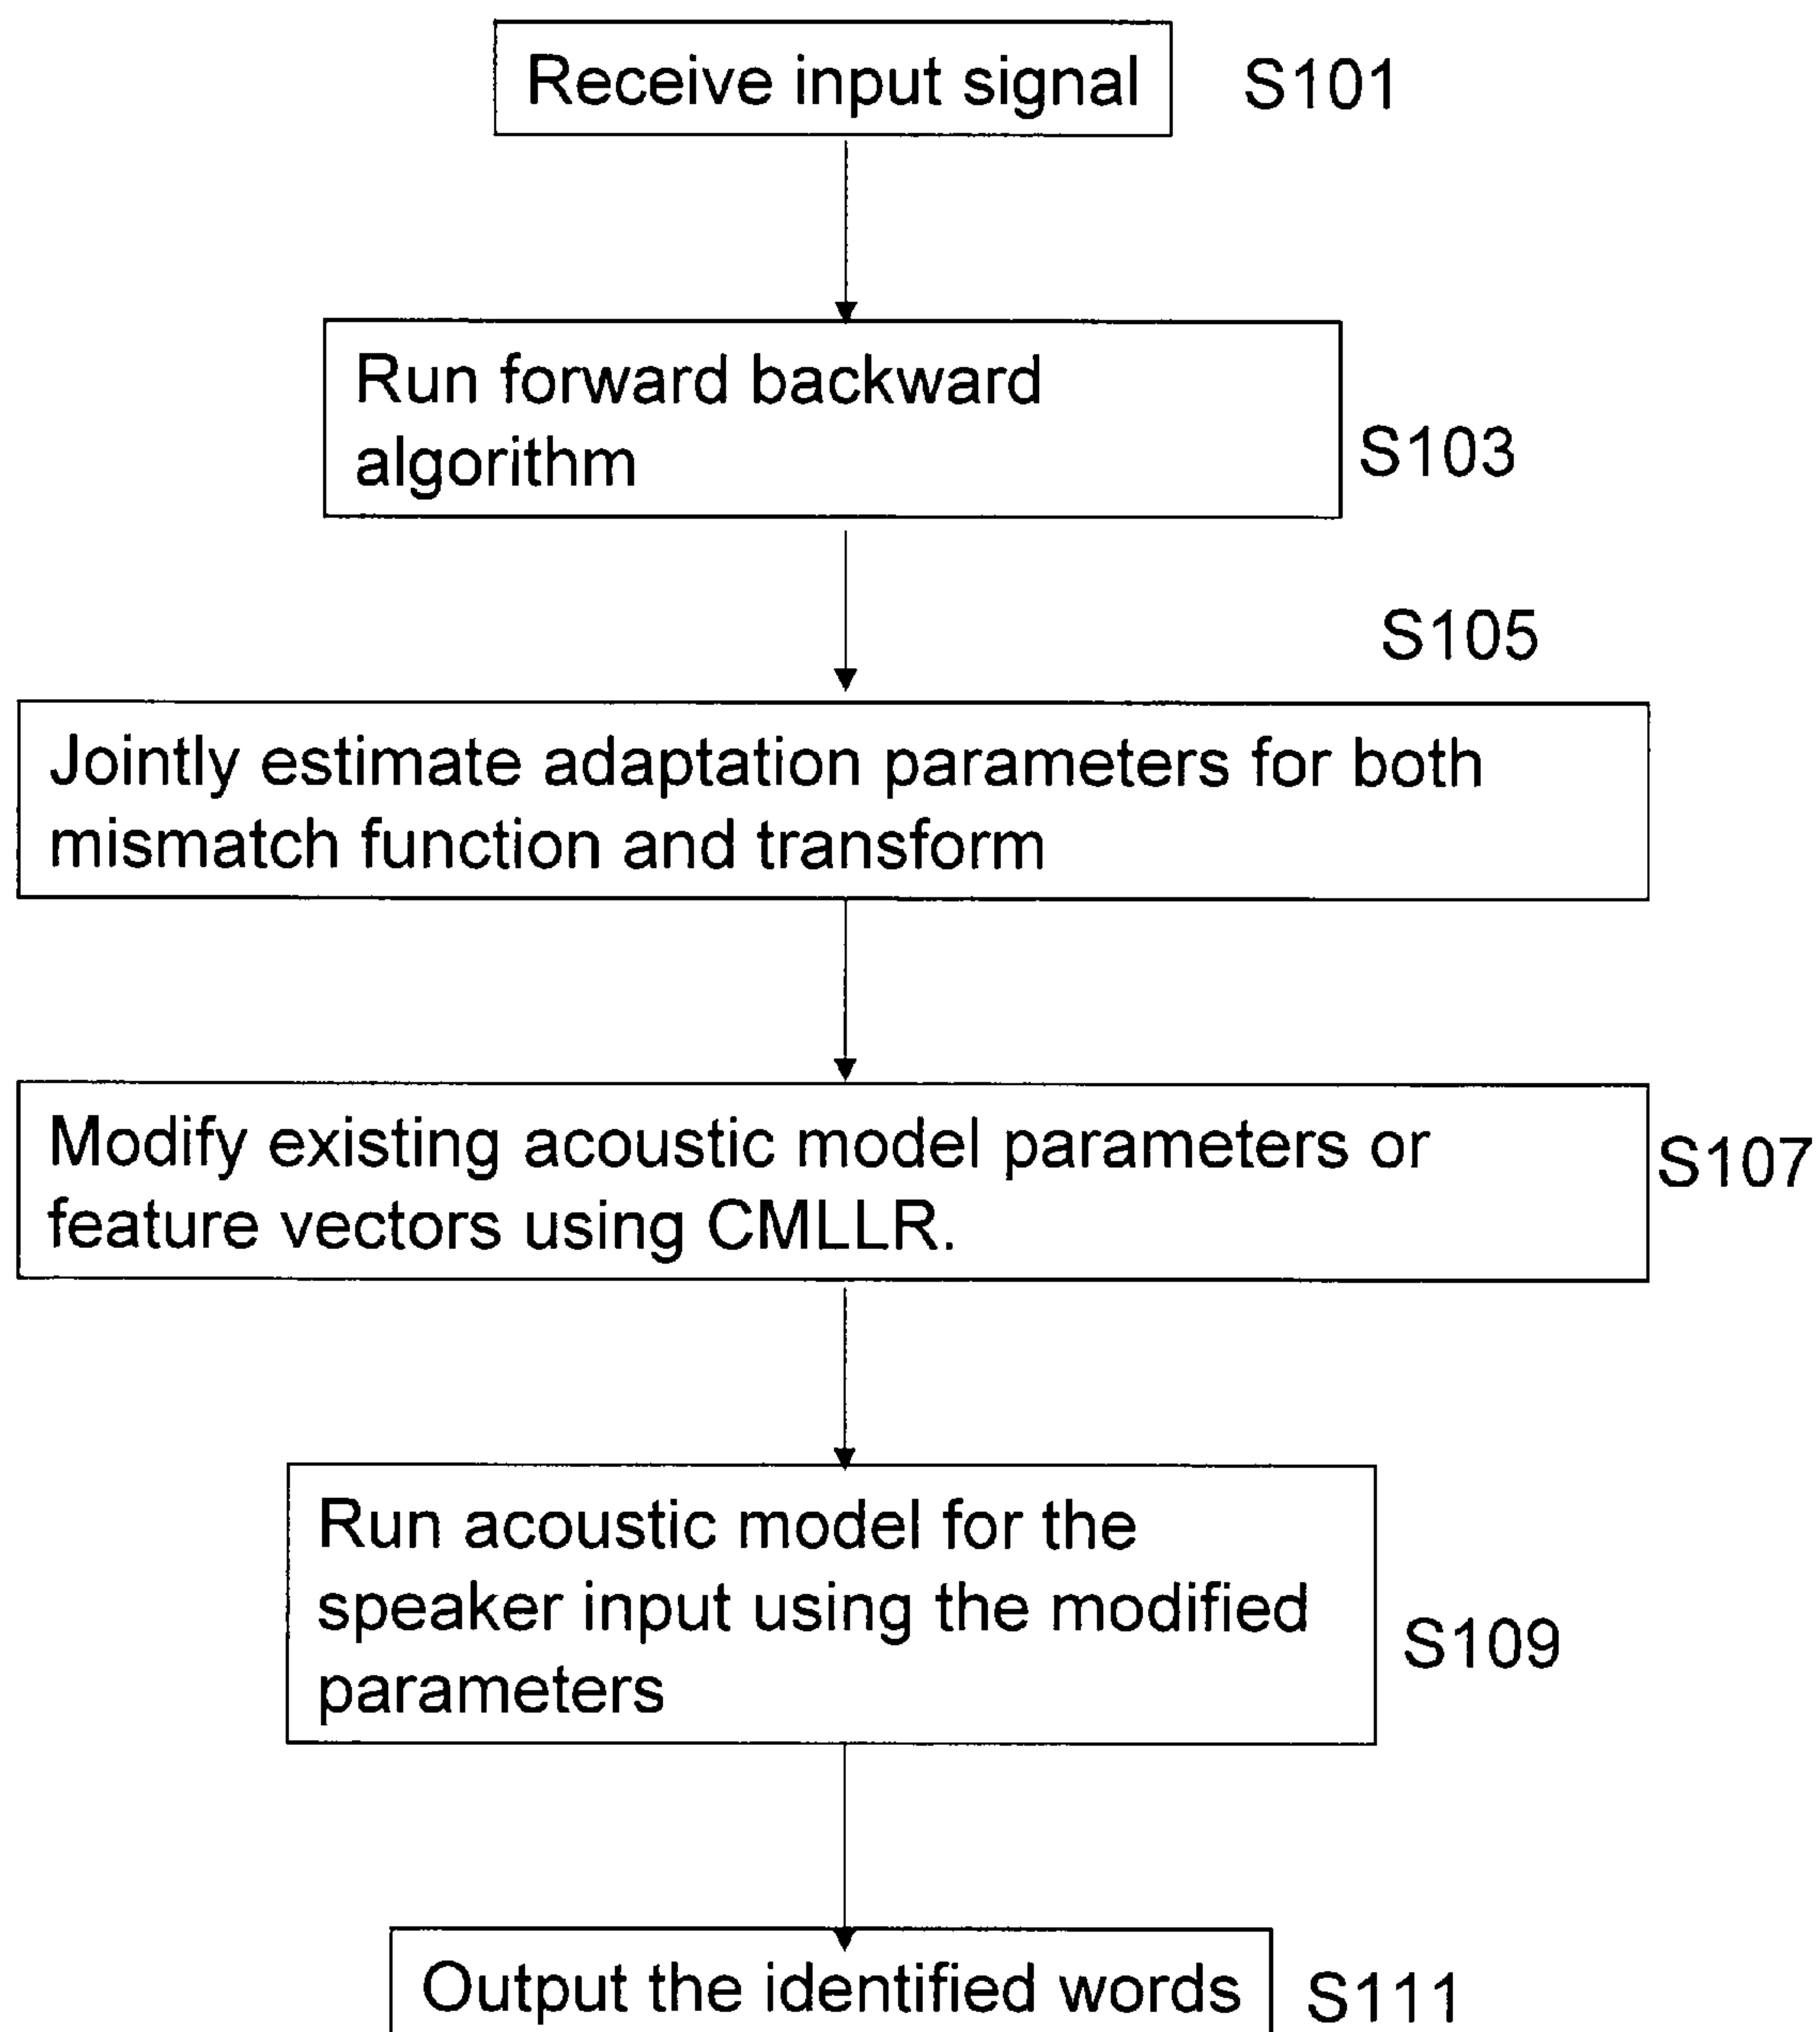 Receive input signal
S101
Run forward backward
algorithm
S103
S105
Jointly estimate adaptation parameters for both
mismatch function and transform
Modify existing acoustic model parameters or
feature vectors using CMLLR.
S107
Run acoustic model for the
speaker input using the modified
parameters
S109
Output the identified words
S111